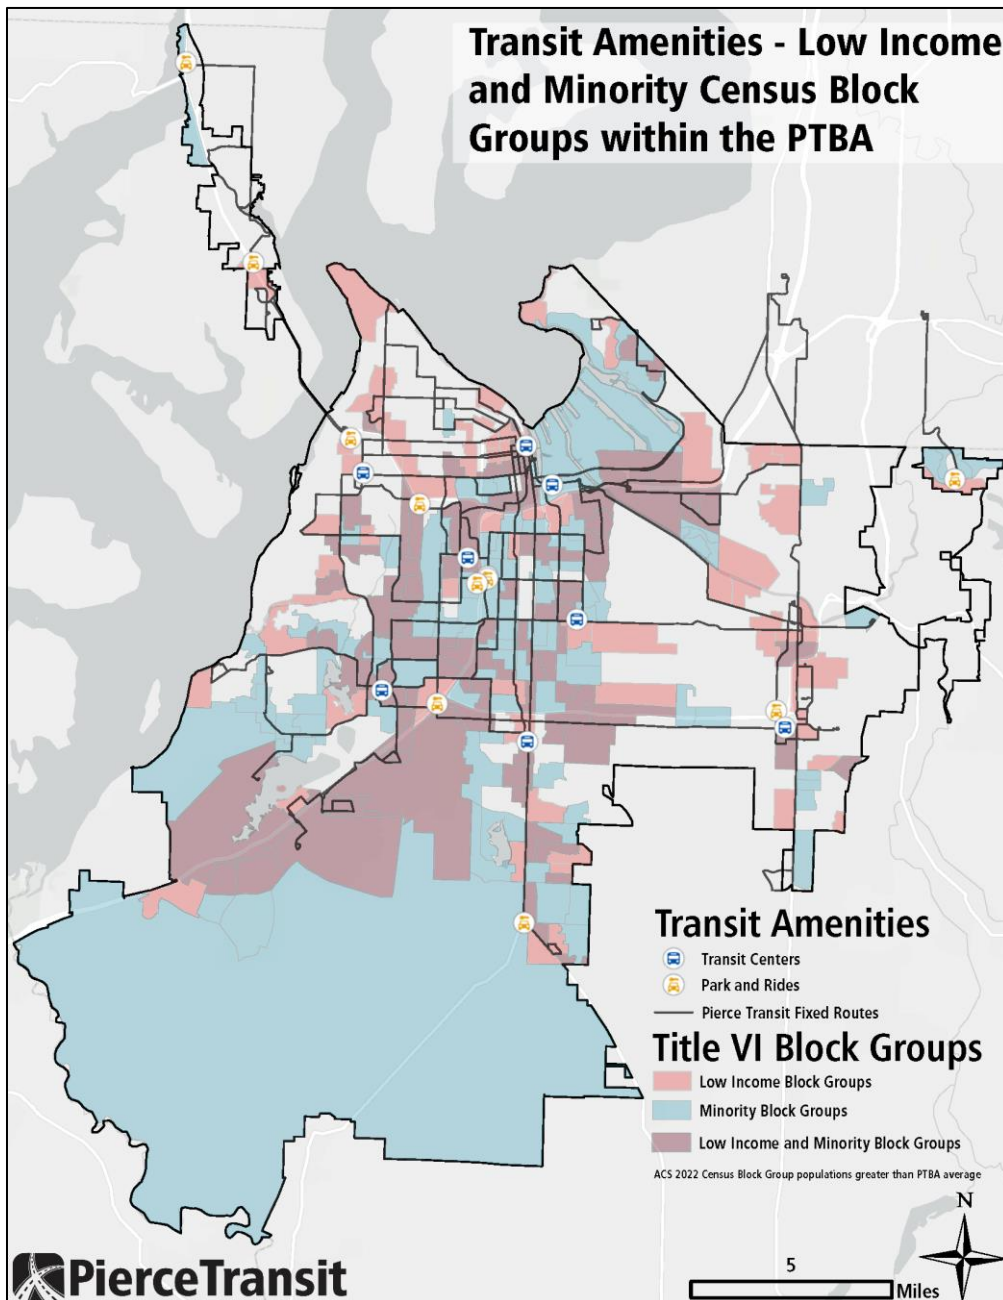 Transit Amenities - Low Income
and Minority Census Block
Groups within the PTBA
Transit Amenities
Transit Centers
Park and Rides
Pierce Transit Fixed Routes
Title VI Block Groups
Low Income Block Groups
Minority Block Groups
Low Income and Minority Block Groups
ACS 2022 Census Block Group populations greater than PTBA average
N
5
Miles
PierceTransit